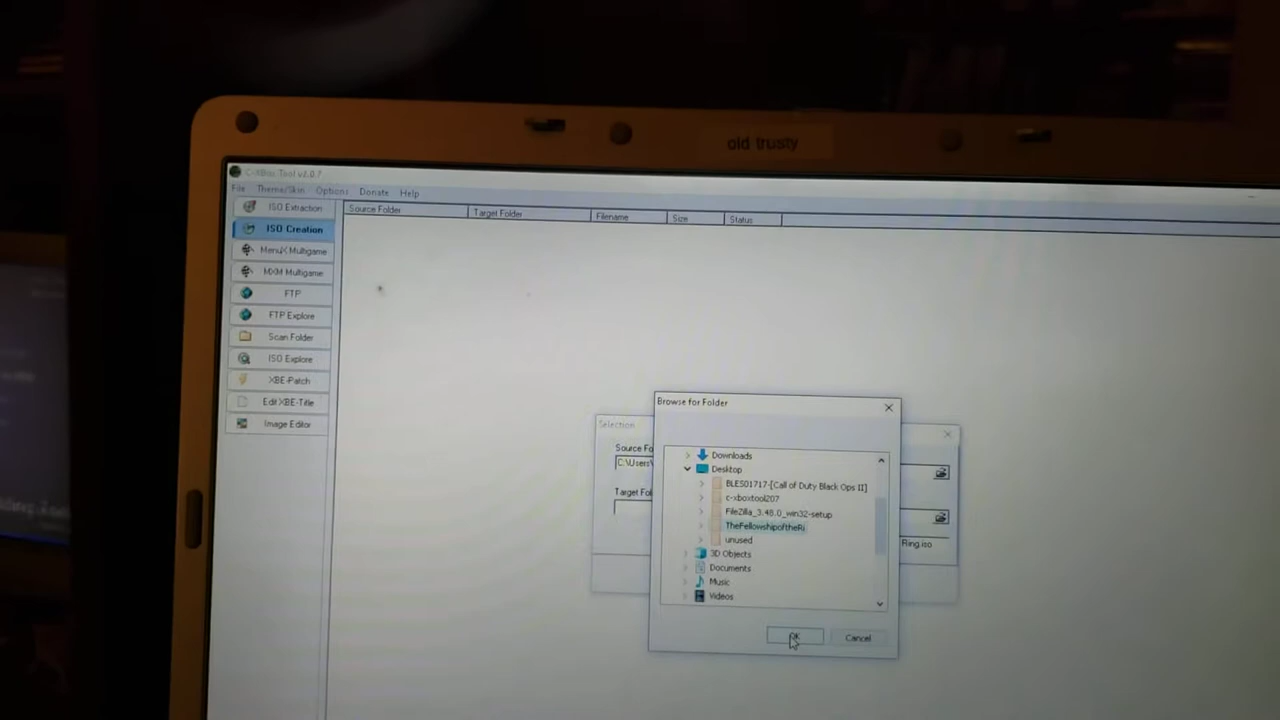 old trusty
C-XBox Tool v2.0.7
File Theme/Skin Options Donate Help
ISO Extraction
ISO Creation
MenuX Multigame
MXM Multigame
FTP
FTP Explore
Scan Folder
ISO Explore
XBE-Patch
Edit XBE-Title
Image Editor
Source Folder Target Folder Filename Size Status
Selection
Source Fo
C:\Users\
Target Fol
Ring.iso
Browse for Folder
Downloads
Desktop
BLES01717-[Call of Duty Black Ops II]
c-xboxtool207
FileZilla_3.48.0_win32-setup
TheFellowshipoftheRi
unused
3D Objects
Documents
Music
Videos
OK Cancel